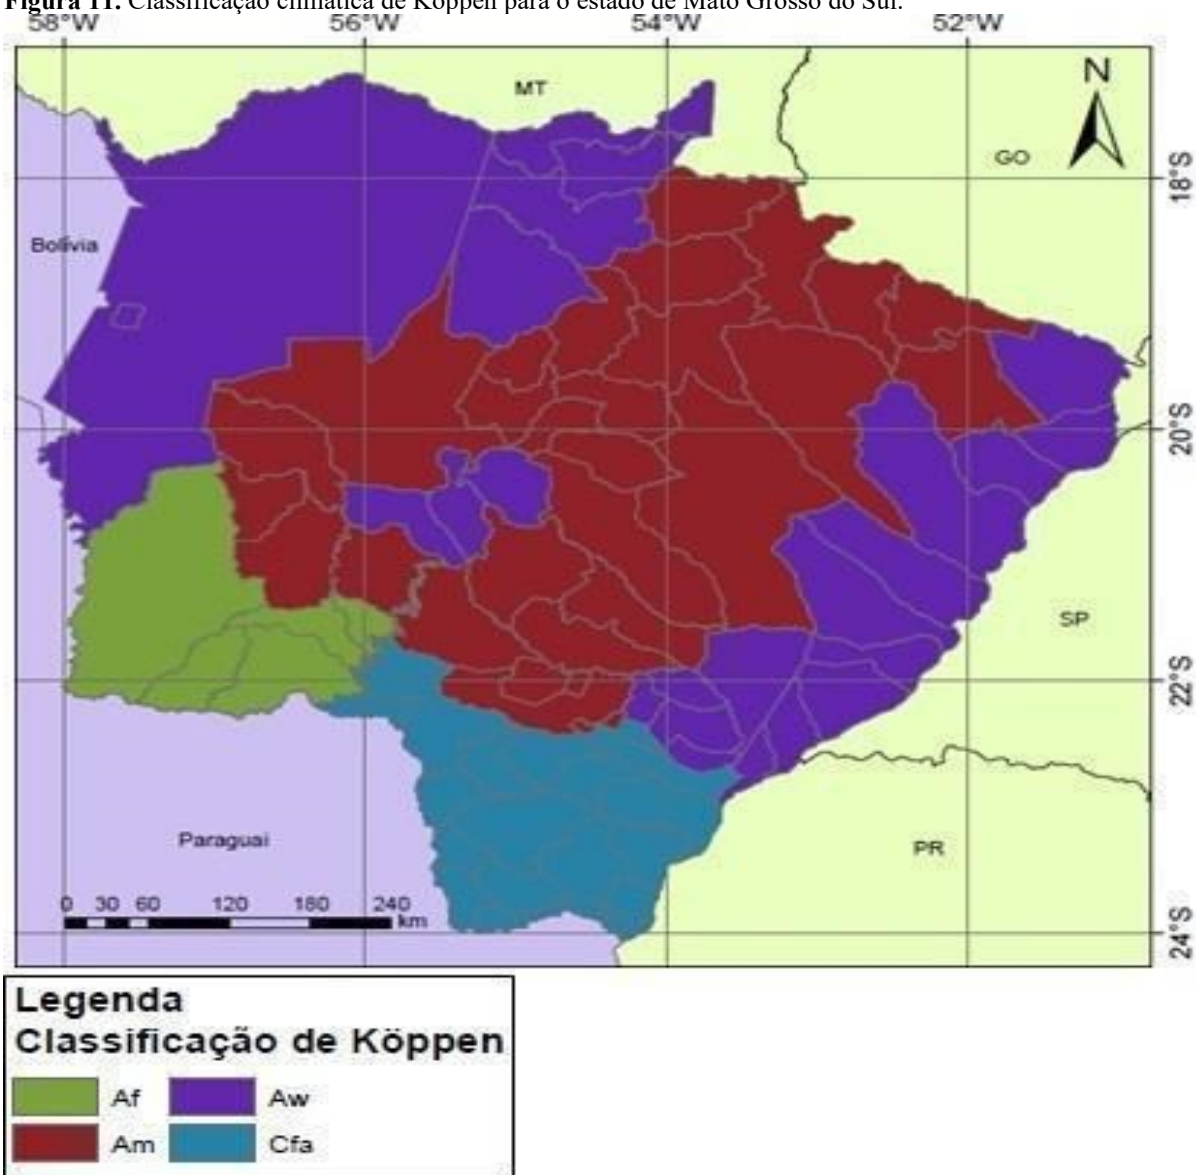 Figura 11. Classificação climática de Köppen para o estado de Mato Grosso do Sul.
58°W 56°W 54°W 52°W
MT
N
GO
18°S
Bolívia
20°S
SP
22°S
Paraguai
PR
0 30 60 120 180 240
km
24°S
Legenda
Classificação de Köppen
Af Aw
Am Cfa